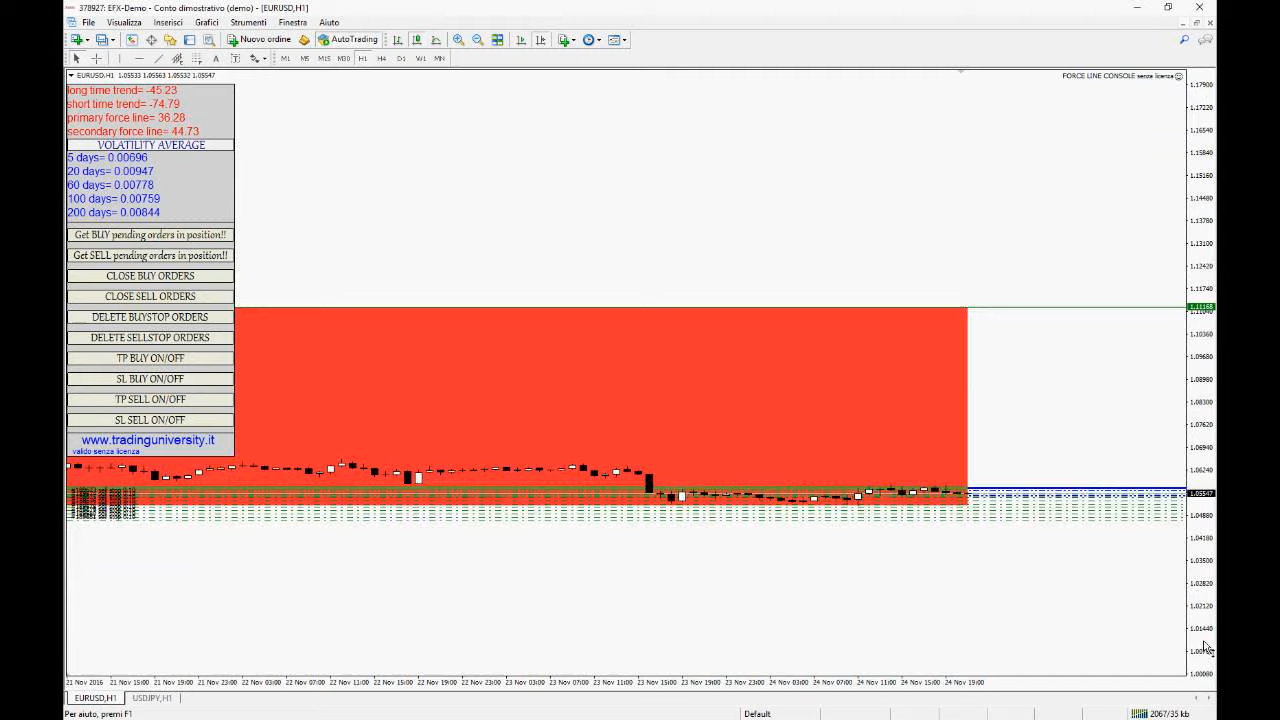 378927: EFX-Demo - Conto dimostrativo (demo) - [EURUSD,H1]
File Visualizza Inserisci Grafici Strumenti Finestra Aiuto
Nuovo ordine AutoTrading
A T M1 M5 M15 M30 H1 H4 D1 W1 MN
EURUSD,H1 1.05533 1.05563 1.05532 1.05547
FORCE LINE CONSOLE senza licenza
long time trend= -45.23
short time trend= -74.79
primary force line= 36.28
secondary force line= 44.73
VOLATILITY AVERAGE
5 days= 0.00696
20 days= 0.00947
60 days= 0.00778
100 days= 0.00759
200 days= 0.00844
Get BUY pending orders in position!!
Get SELL pending orders in position!!
CLOSE BUY ORDERS
CLOSE SELL ORDERS
DELETE BUYSTOP ORDERS
DELETE SELLSTOP ORDERS
TP BUY ON/OFF
SL BUY ON/OFF
TP SELL ON/OFF
SL SELL ON/OFF
www.tradinguniversity.it
valido senza licenza
1.17900
1.17220
1.16540
1.15840
1.15160
1.14480
1.13780
1.13100
1.12420
1.11740
1.11168
1.11040
1.10360
1.09680
1.08980
1.08300
1.07620
1.06940
1.06240
1.05547
1.04880
1.04180
1.03500
1.02820
1.02120
1.01440
1.00060
21 Nov 2016 21 Nov 15:00 21 Nov 19:00 21 Nov 23:00 22 Nov 03:00 22 Nov 07:00 22 Nov 11:00 22 Nov 15:00 22 Nov 19:00 22 Nov 23:00 23 Nov 03:00 23 Nov 07:00 23 Nov 11:00 23 Nov 15:00 23 Nov 19:00 23 Nov 23:00 24 Nov 03:00 24 Nov 07:00 24 Nov 11:00 24 Nov 15:00 24 Nov 19:00
EURUSD,H1 USDJPY,H1
Per aiuto, premi F1 Default 2067/35 kb